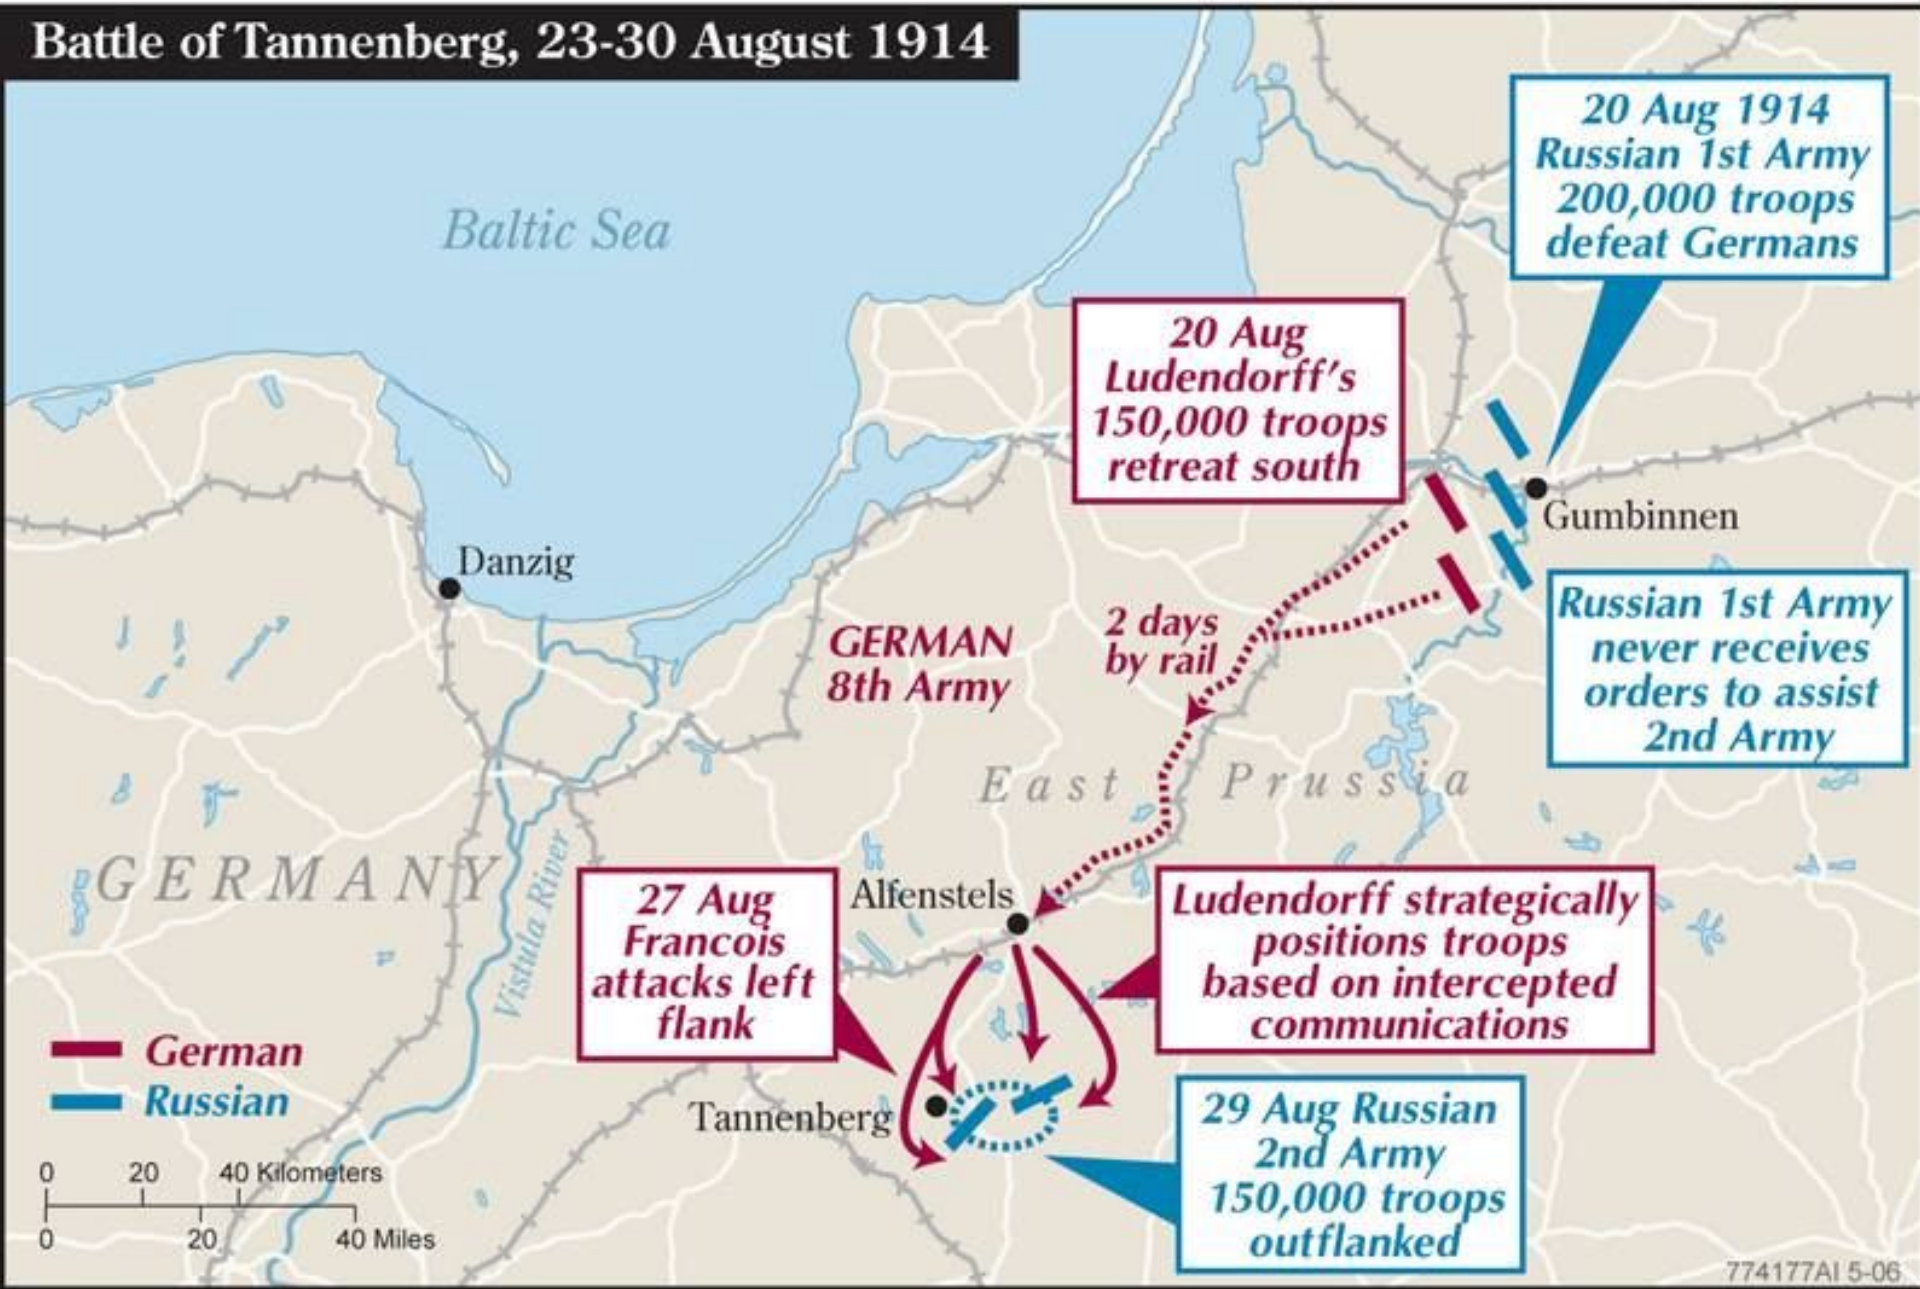 Battle of Tannenberg, 23-30 August 1914
20 Aug 1914
Russian 1st Army
200,000 troops
defeat Germans
Baltic Sea
20 Aug
Ludendorff's
150,000 troops
retreat south
Gumbinnen
Danzig
Russian 1st Army
never receives
orders to assist
2nd Army
2 days
by rail
GERMAN
8th Army
East Prussia
GERMANY
Vistula River
27 Aug
Francois
attacks left
flank
Alfenstels
Ludendorff strategically
positions troops
based on intercepted
communications
German
Russian
Tannenberg
29 Aug Russian
2nd Army
150,000 troops
outflanked
0 20 40 Kilometers
0 20 40 Miles
774177AI 5-06